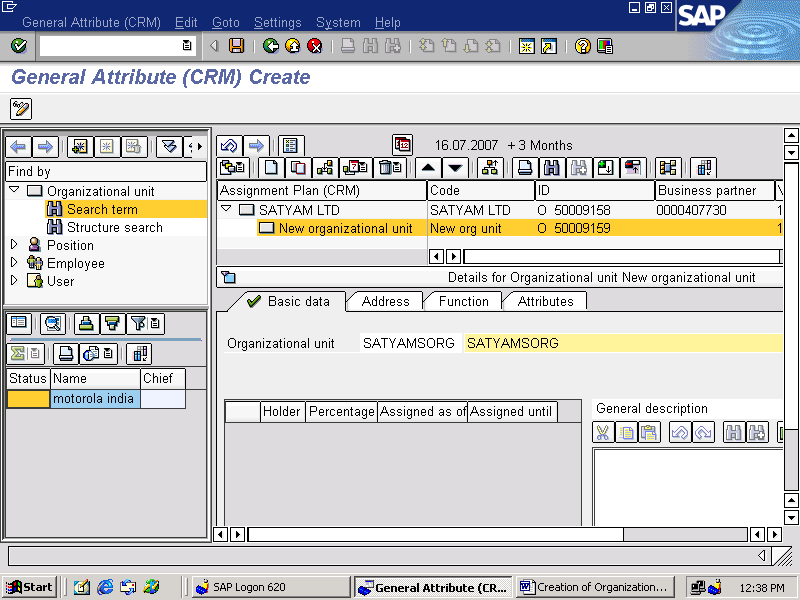 General Attribute (CRM) Edit Goto Settings System Help
SAP
General Attribute (CRM) Create
16.07.2007 + 3 Months
Find by
Organizational unit
Search term
Structure search
Position
Employee
User
Assignment Plan (CRM) Code ID Business partner V
SATYAM LTD SATYAM LTD O 50009158 0000407730 1
New organizational unit New org unit O 50009159 1
Details for Organizational unit New organizational unit
Basic data Address Function Attributes
Organizational unit SATYAMSORG SATYAMSORG
Status Name Chief
motorola india
Holder Percentage Assigned as of Assigned until
General description
Start SAP Logon 620 General Attribute (CR... Creation of Organization... 12:38 PM